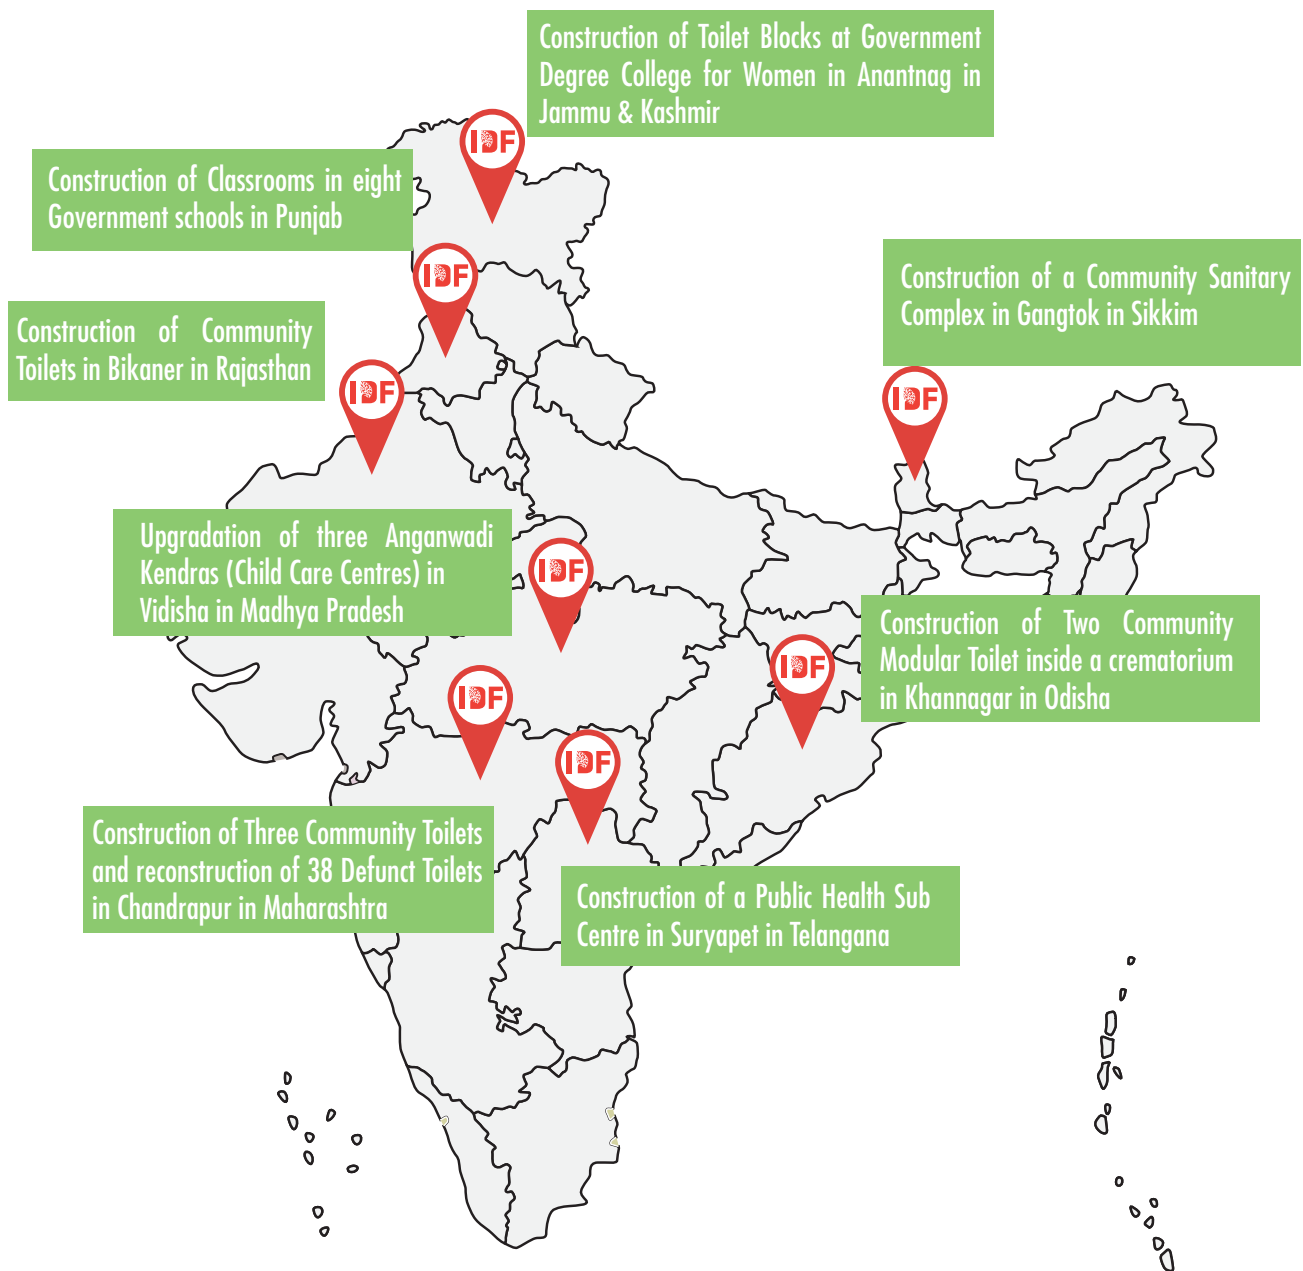 Construction of Toilet Blocks at Government
Degree College for Women in Anantnag in
Jammu & Kashmir
IDF
Construction of Classrooms in eight
Government schools in Punjab
IDF
Construction of a Community Sanitary
Complex in Gangtok in Sikkim
IDF
Construction of Community
Toilets in Bikaner in Rajasthan
IDF
Upgradation of three Anganwadi
Kendras (Child Care Centres) in
Vidisha in Madhya Pradesh
IDF
Construction of Two Community
Modular Toilet inside a crematorium
in Khannagar in Odisha
IDF
IDF
IDF
Construction of Three Community Toilets
and reconstruction of 38 Defunct Toilets
in Chandrapur in Maharashtra
Construction of a Public Health Sub
Centre in Suryapet in Telangana